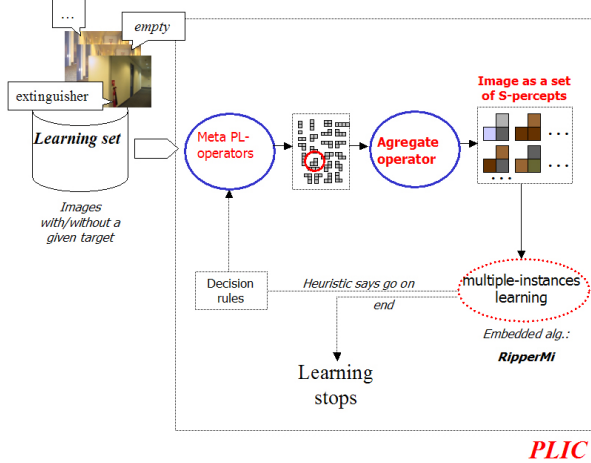 ...
empty
extinguisher
Learning set
Images
with/without a
given target
Meta PL-
operators
Agregate
operator
Image as a set
of S-percepts
...
...
...
multiple-instances
learning
Embedded alg.:
RipperMi
Heuristic says go on
end
Decision
rules
Learning
stops
PLIC